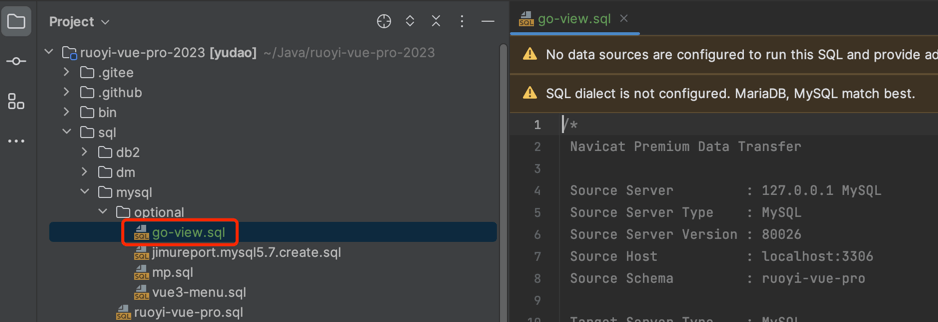 Project
ruoyi-vue-pro-2023 [yudao] ~/Java/ruoyi-vue-pro-2023
.gitee
.github
bin
sql
db2
dm
mysql
optional
go-view.sql
jimureport.mysql5.7.create.sql
mp.sql
vue3-menu.sql
ruoyi-vue-pro.sql
go-view.sql
No data sources are configured to run this SQL and provide ad
SQL dialect is not configured. MariaDB, MySQL match best.
1 /*
2 Navicat Premium Data Transfer
3
4 Source Server : 127.0.0.1 MySQL
5 Source Server Type : MySQL
6 Source Server Version : 80026
7 Source Host : localhost:3306
8 Source Schema : ruoyi-vue-pro
9
10 Target Server Type : MySQL